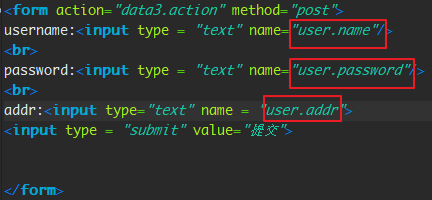 <form action="data3.action" method="post">
username:<input type = "text" name="user.name"/>
<br>
password:<input type = "text" name="user.password"/>
<br>
addr:<input type="text" name = "user.addr">
<input type = "submit" value="提交">
</form>